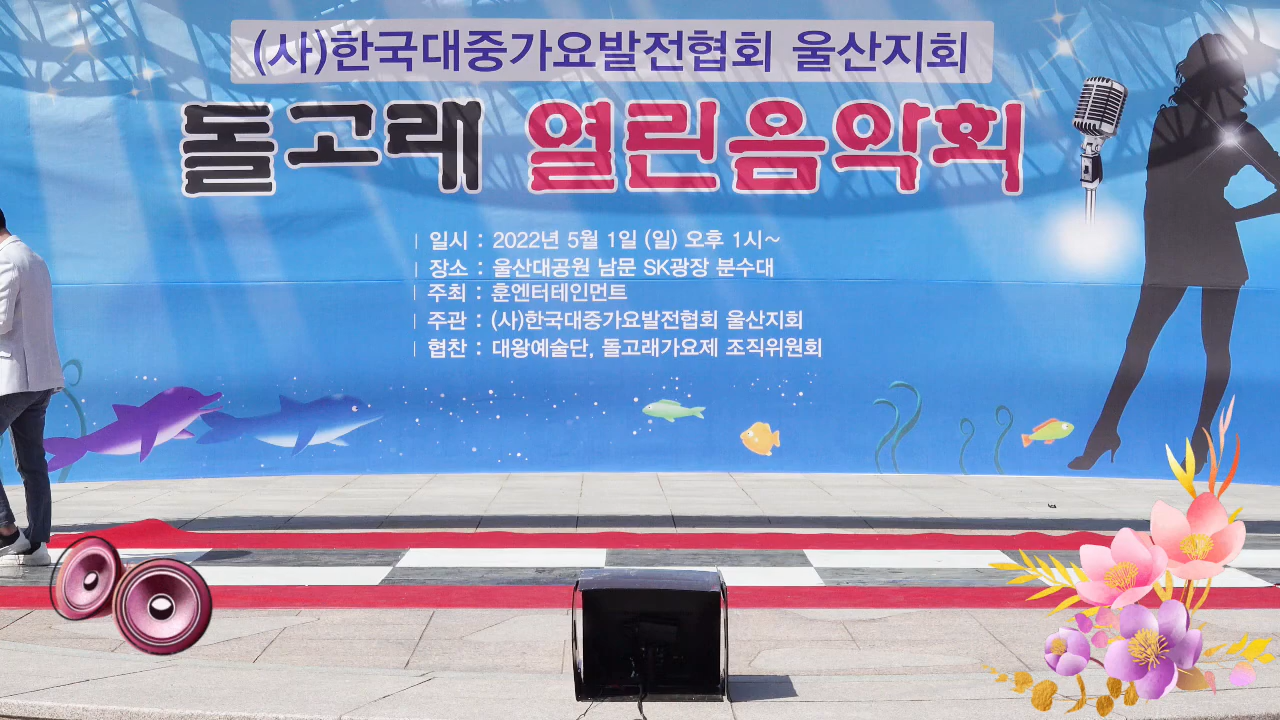 (사)한국대중가요발전협회 울산지회
돌고래 열린음악회
| 일시 : 2022년 5월 1일 (일) 오후 1시~
| 장소 : 울산대공원 남문 SK광장 분수대
| 주최 : 훈엔터테인먼트
| 주관 : (사)한국대중가요발전협회 울산지회
| 협찬 : 대왕예술단, 돌고래가요제 조직위원회